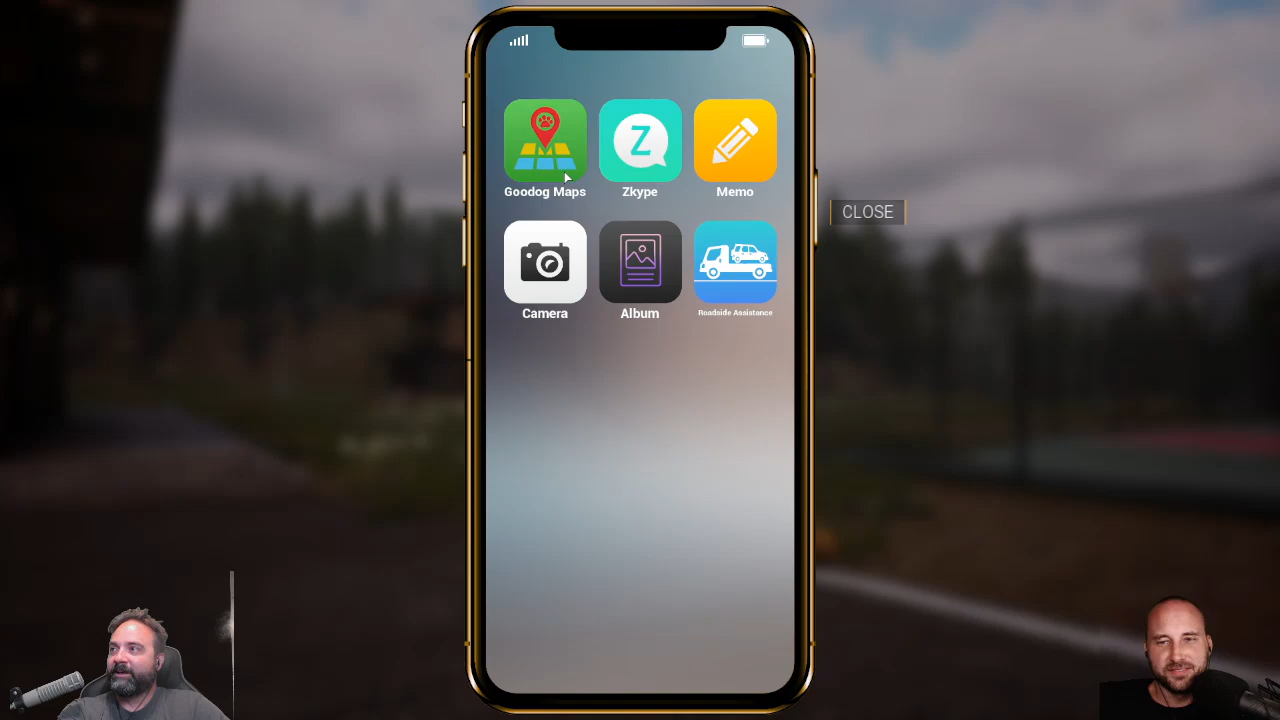 Goodog Maps
Z
Zkype
Memo
CLOSE
Camera
Album
Roadside Assistance